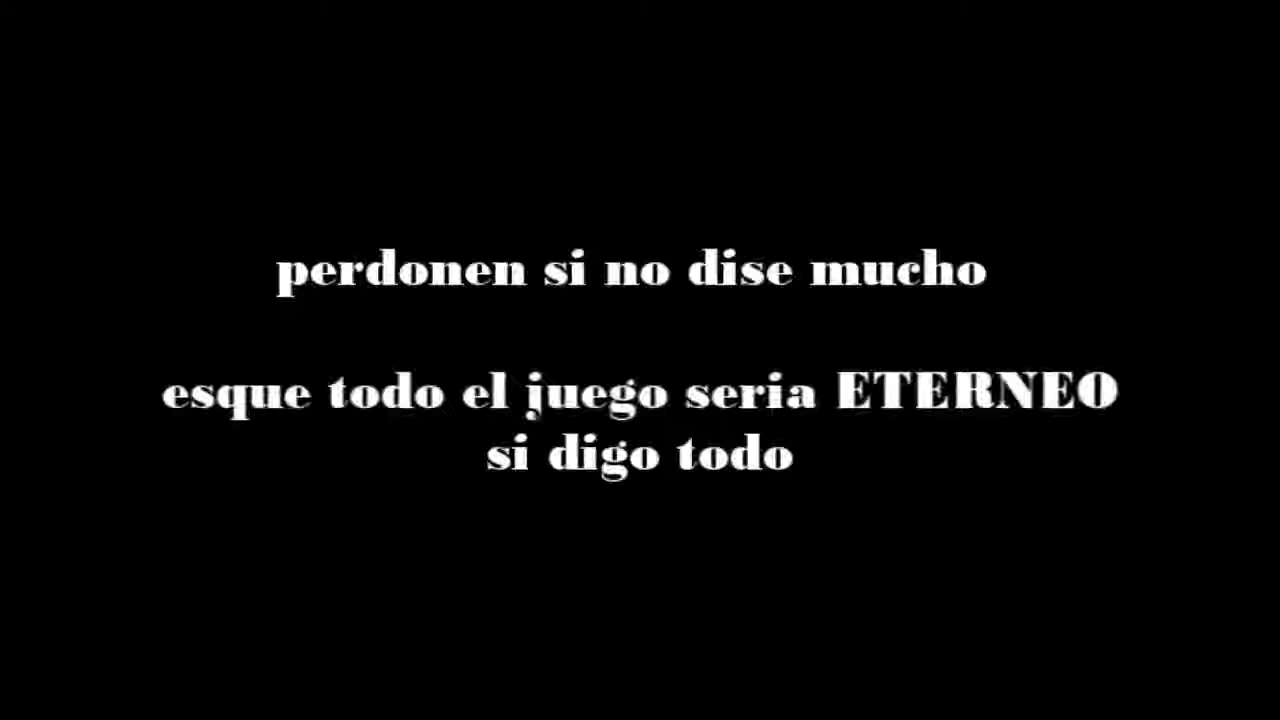 perdonen si no dise mucho
esque todo el juego seria ETERNEO
si digo todo